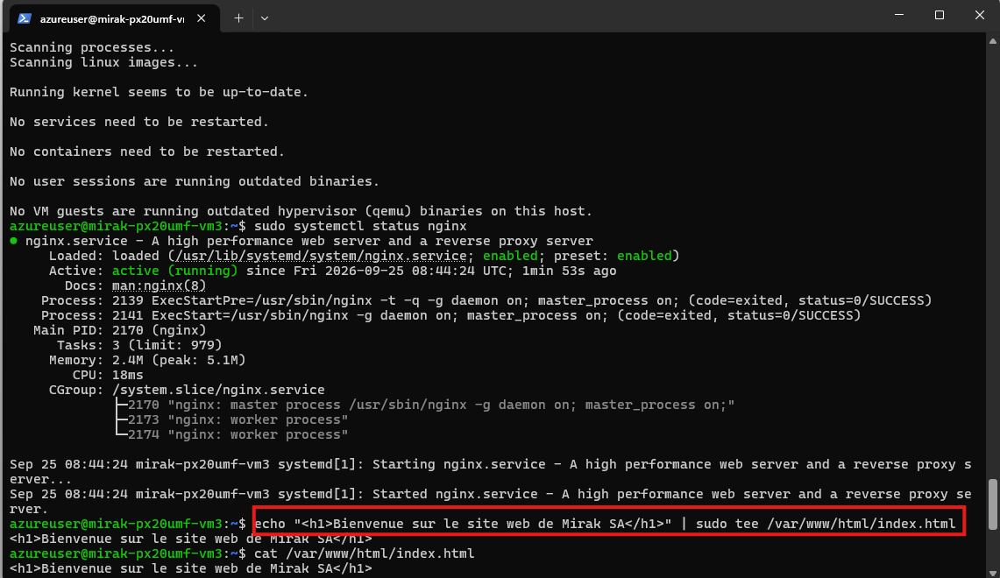 azureuser@mirak-px20umf-vi
Scanning processes...
Scanning linux images...
Running kernel seems to be up-to-date.
No services need to be restarted.
No containers need to be restarted.
No user sessions are running outdated binaries.
No VM guests are running outdated hypervisor (qemu) binaries on this host.
azureuser@mirak-px20umf-vm3:~$ sudo systemctl status nginx
● nginx.service - A high performance web server and a reverse proxy server
Loaded: loaded (/usr/lib/systemd/system/nginx.service; enabled; preset: enabled)
Active: active (running) since Fri 2026-09-25 08:44:24 UTC; 1min 53s ago
Docs: man:nginx(8)
Process: 2139 ExecStartPre=/usr/sbin/nginx -t -q -g daemon on; master_process on; (code=exited, status=0/SUCCESS)
Process: 2141 ExecStart=/usr/sbin/nginx -g daemon on; master_process on; (code=exited, status=0/SUCCESS)
Main PID: 2170 (nginx)
Tasks: 3 (limit: 979)
Memory: 2.4M (peak: 5.1M)
CPU: 18ms
CGroup: /system.slice/nginx.service
├─2170 "nginx: master process /usr/sbin/nginx -g daemon on; master_process on;"
├─2173 "nginx: worker process"
└─2174 "nginx: worker process"
Sep 25 08:44:24 mirak-px20umf-vm3 systemd[1]: Starting nginx.service - A high performance web server and a reverse proxy s
erver...
Sep 25 08:44:24 mirak-px20umf-vm3 systemd[1]: Started nginx.service - A high performance web server and a reverse proxy se
rver.
azureuser@mirak-px20umf-vm3:~$ echo "<h1>Bienvenue sur le site web de Mirak SA</h1>" | sudo tee /var/www/html/index.html
<h1>Bienvenue sur le site web de Mirak SA</h1>
azureuser@mirak-px20umf-vm3:~$ cat /var/www/html/index.html
<h1>Bienvenue sur le site web de Mirak SA</h1>